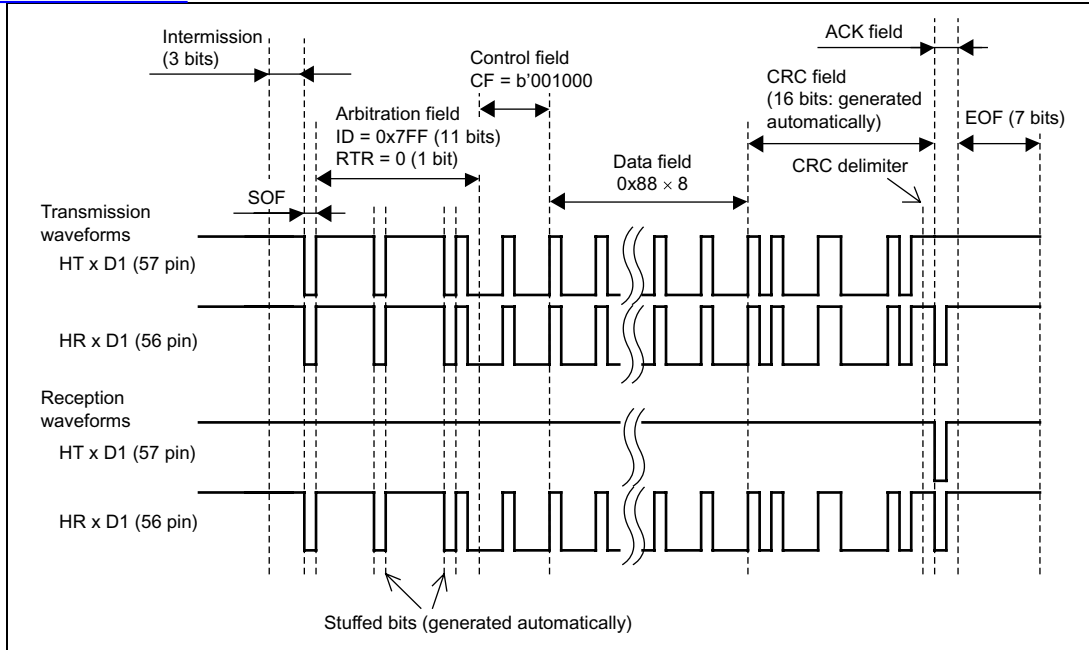 Intermission
(3 bits)
ACK field
Control field
CF = b'001000
CRC field
(16 bits: generated
automatically)
Arbitration field
ID = 0x7FF (11 bits)
RTR = 0 (1 bit)
EOF (7 bits)
Data field
0x88 × 8
CRC delimiter
SOF
Transmission
waveforms
HT x D1 (57 pin)
HR x D1 (56 pin)
Reception
waveforms
HT x D1 (57 pin)
HR x D1 (56 pin)
Stuffed bits (generated automatically)